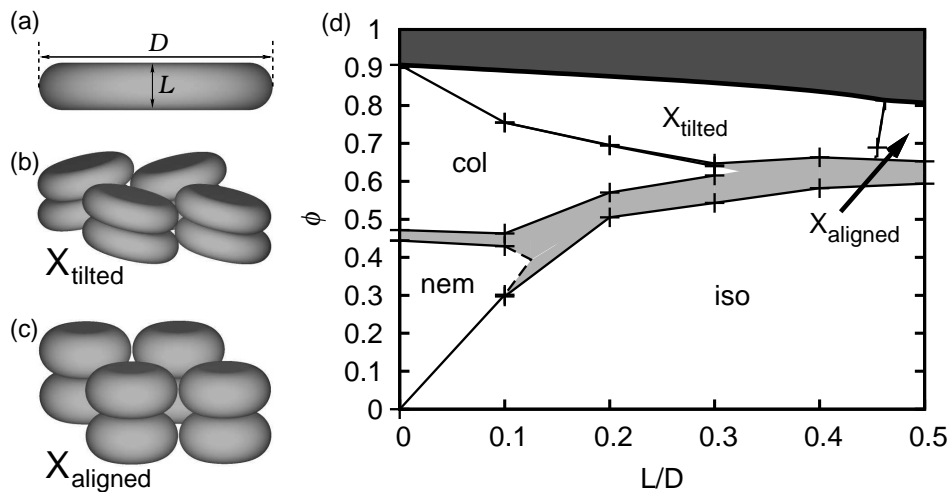 (a)
D
L
(b)
X_tilted
(c)
X_aligned
(d)
ϕ
1
0.9
0.8
0.7
0.6
0.5
0.4
0.3
0.2
0.1
0
X_tilted
col
X_aligned
nem
iso
0 0.1 0.2 0.3 0.4 0.5
L/D